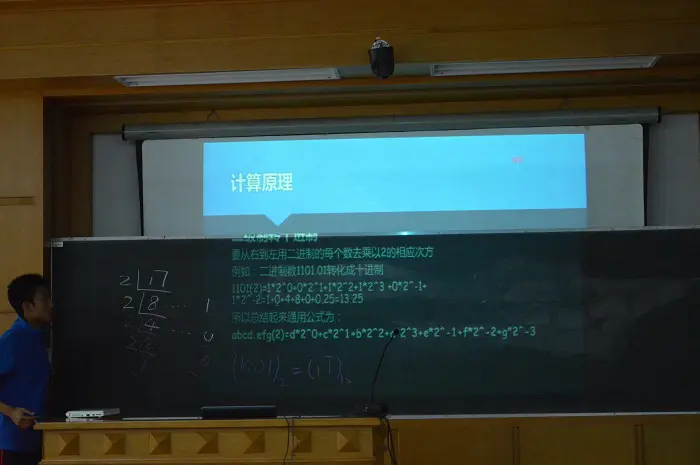 计算原理
二进制转十进制
要从右到左用二进制的每个数去乘以2的相应次方
例如：二进制数1101.01转化成十进制
1101(2)=1*2^0+0*2^1+1*2^2+1*2^3 +0*2^-1+
1*2^-2=1+0+4+8+0+0.25=13.25
所以总结起来通用公式为：
abcd.efg(2)=d*2^0+c*2^1+b*2^2+a*2^3+e*2^-1+f*2^-2+g*2^-3
2 17
2 8 … 1
2 4 … 0